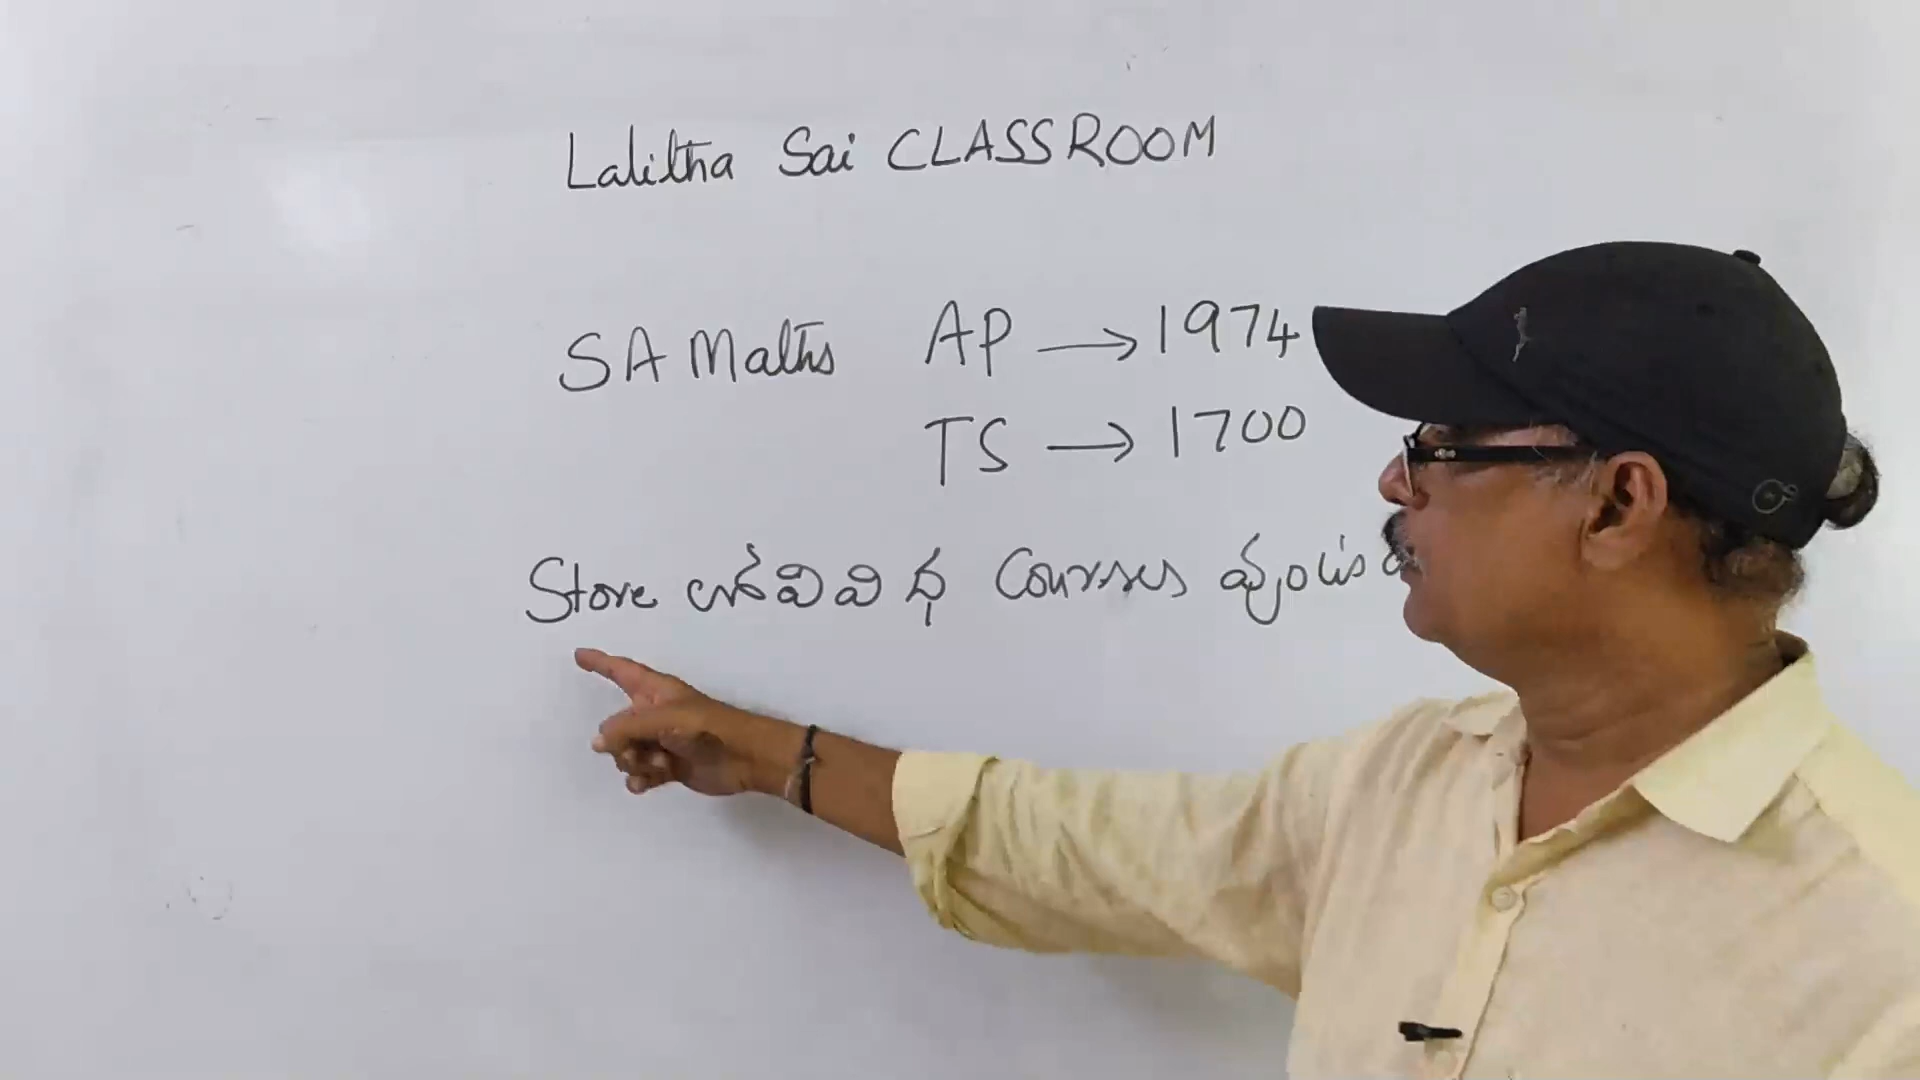 Lalitha Sai CLASSROOM
SA Maths AP → 1974
TS → 1700
Store లో వివిధ Courses వుంటాయి